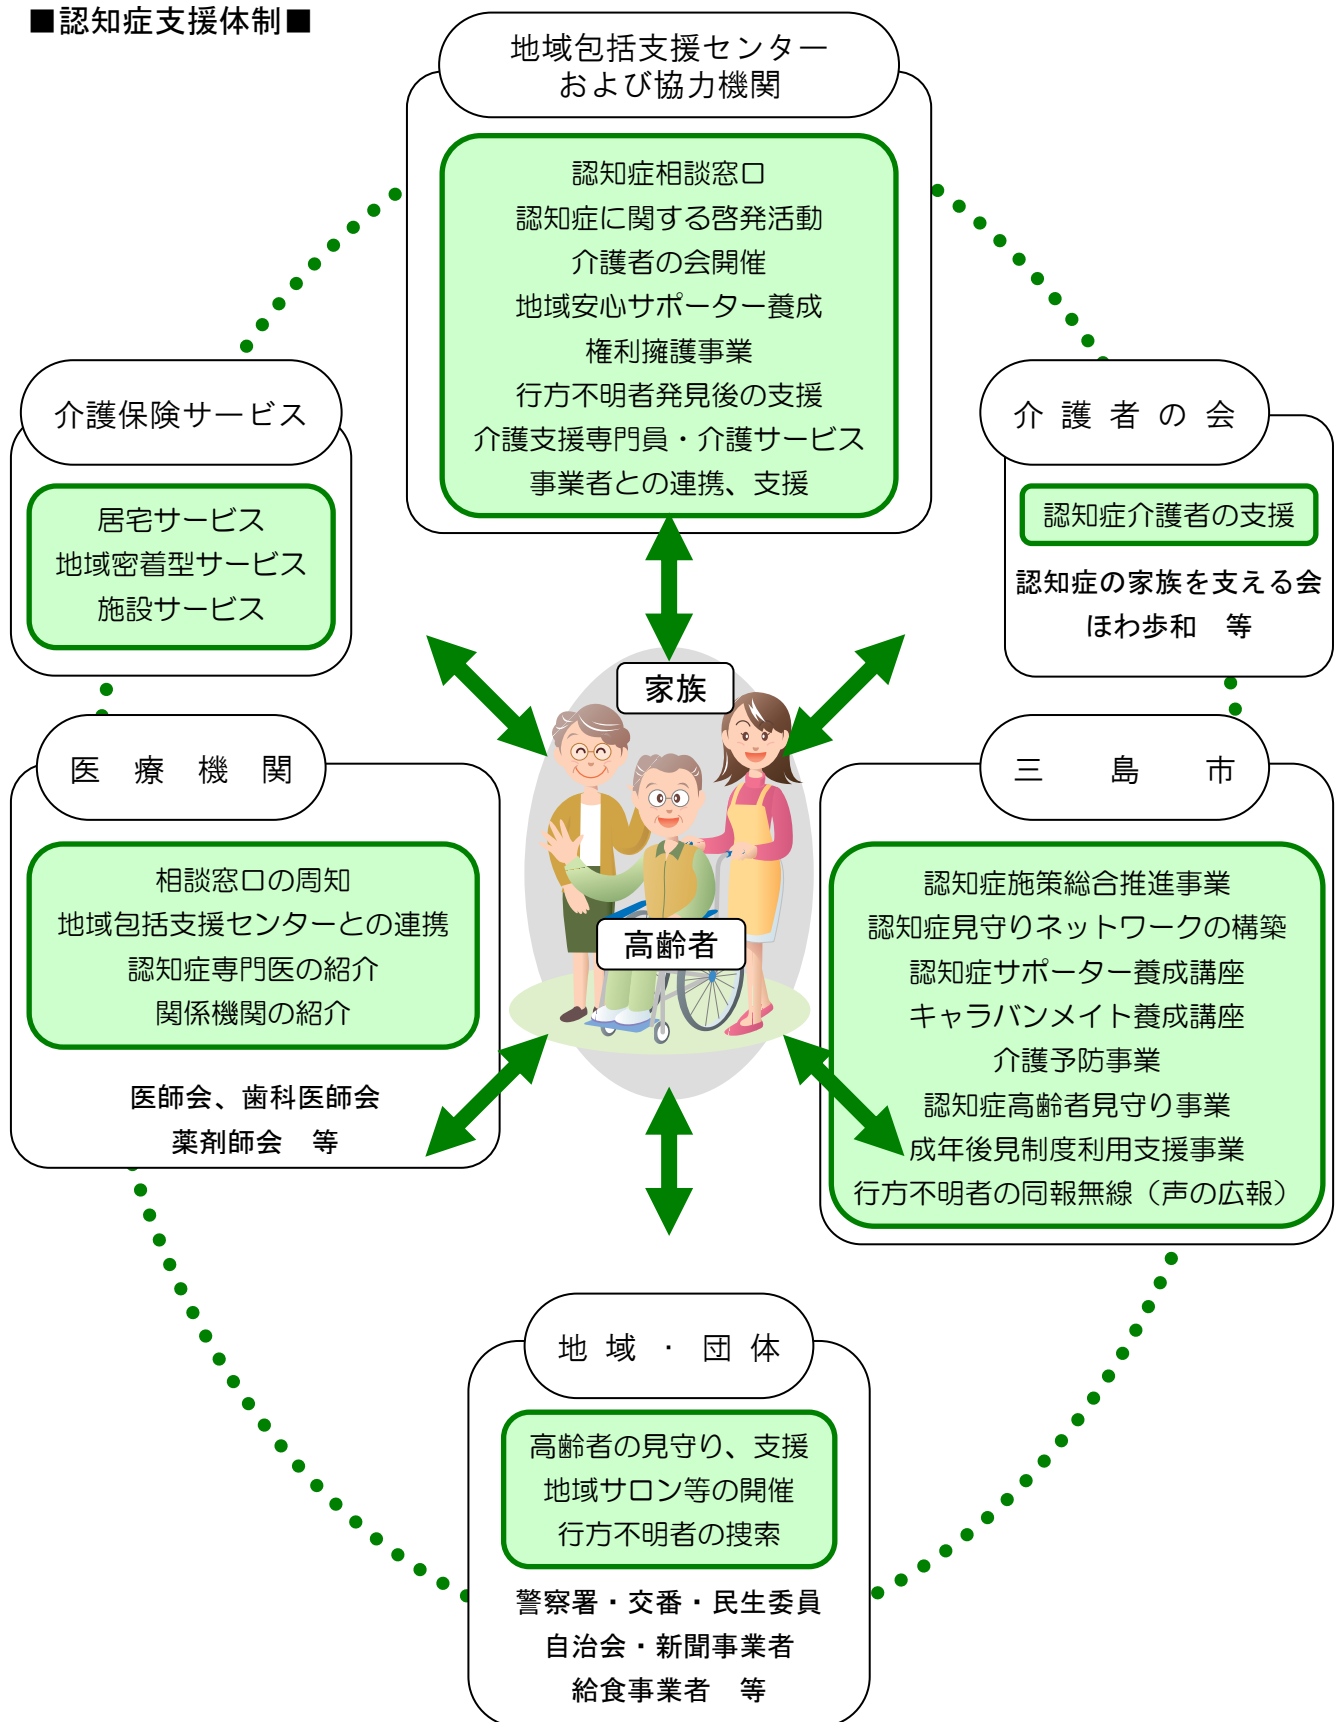 ■認知症支援体制■
地域包括支援センター
および協力機関
認知症相談窓口
認知症に関する啓発活動
介護者の会開催
地域安心サポーター養成
権利擁護事業
行方不明者発見後の支援
介護支援専門員・介護サービス
事業者との連携、支援
介護保険サービス
居宅サービス
地域密着型サービス
施設サービス
介護者の会
認知症介護者の支援
認知症の家族を支える会
ほわ歩和　等
家族
高齢者
医療機関
相談窓口の周知
地域包括支援センターとの連携
認知症専門医の紹介
関係機関の紹介
医師会、歯科医師会
薬剤師会　等
三島市
認知症施策総合推進事業
認知症見守りネットワークの構築
認知症サポーター養成講座
キャラバンメイト養成講座
介護予防事業
認知症高齢者見守り事業
成年後見制度利用支援事業
行方不明者の同報無線（声の広報）
地域・団体
高齢者の見守り、支援
地域サロン等の開催
行方不明者の捜索
警察署・交番・民生委員
自治会・新聞事業者
給食事業者　等